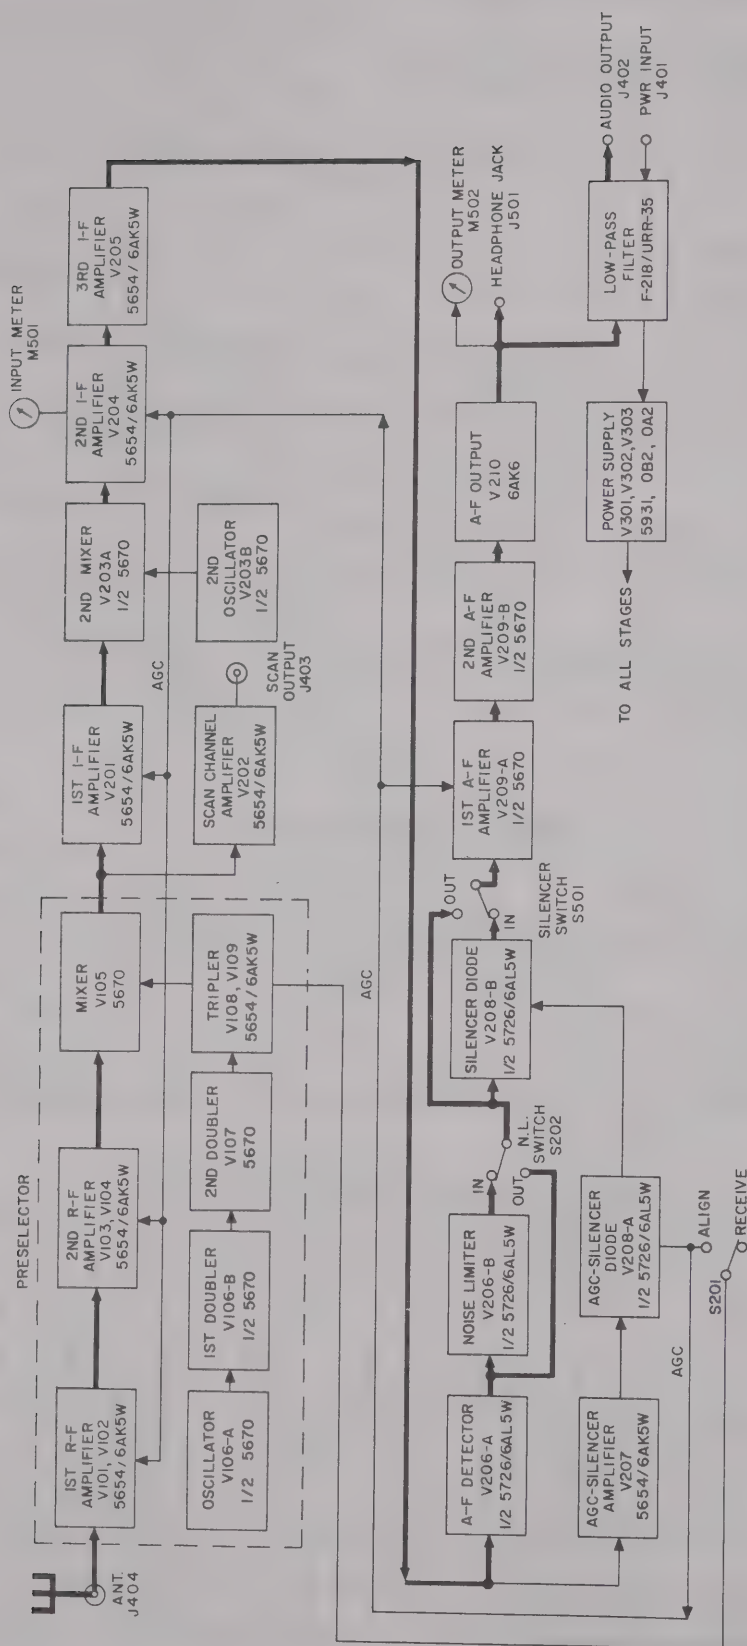 PRESELECTOR
ANT.
J404
1ST R-F
AMPLIFIER
V101, V102
5654/6AK5W
2ND R-F
AMPLIFIER
V103, V104
5654/6AK5W
MIXER
V105
5670
1ST I-F
AMPLIFIER
V201
5654/6AK5W
2ND MIXER
V203A
1/2 5670
2ND I-F
AMPLIFIER
V204
5654/6AK5W
INPUT METER
M501
3RD I-F
AMPLIFIER
V205
5654/6AK5W
AGC
OSCILLATOR
V106-A
1/2 5670
1ST DOUBLER
V106-B
1/2 5670
2ND DOUBLER
V107
5670
TRIPLER
V108, V109
5654/6AK5W
SCAN CHANNEL
AMPLIFIER
V202
5654/6AK5W
SCAN
OUTPUT
J403
2ND
OSCILLATOR
V203B
1/2 5670
AGC
A-F DETECTOR
V206-A
1/2 5726/6AL5W
NOISE LIMITER
V206-B
1/2 5726/6AL5W
IN
OUT
N.L.
SWITCH
S202
SILENCER DIODE
V208-B
1/2 5726/6AL5W
OUT
IN
SILENCER
SWITCH
S501
1ST A-F
AMPLIFIER
V209-A
1/2 5670
2ND A-F
AMPLIFIER
V209-B
1/2 5670
A-F OUTPUT
V210
6AK6
OUTPUT METER
M502
HEADPHONE JACK
J501
AGC-SILENCER
AMPLIFIER
V207
5654/6AK5W
AGC-SILENCER
DIODE
V208-A
1/2 5726/6AL5W
AGC
S201
ALIGN
RECEIVE
TO ALL STAGES
POWER SUPPLY
V301, V302, V303
5931, OB2, OA2
LOW-PASS
FILTER
F-218/URR-35
AUDIO OUTPUT
J402
PWR INPUT
J401